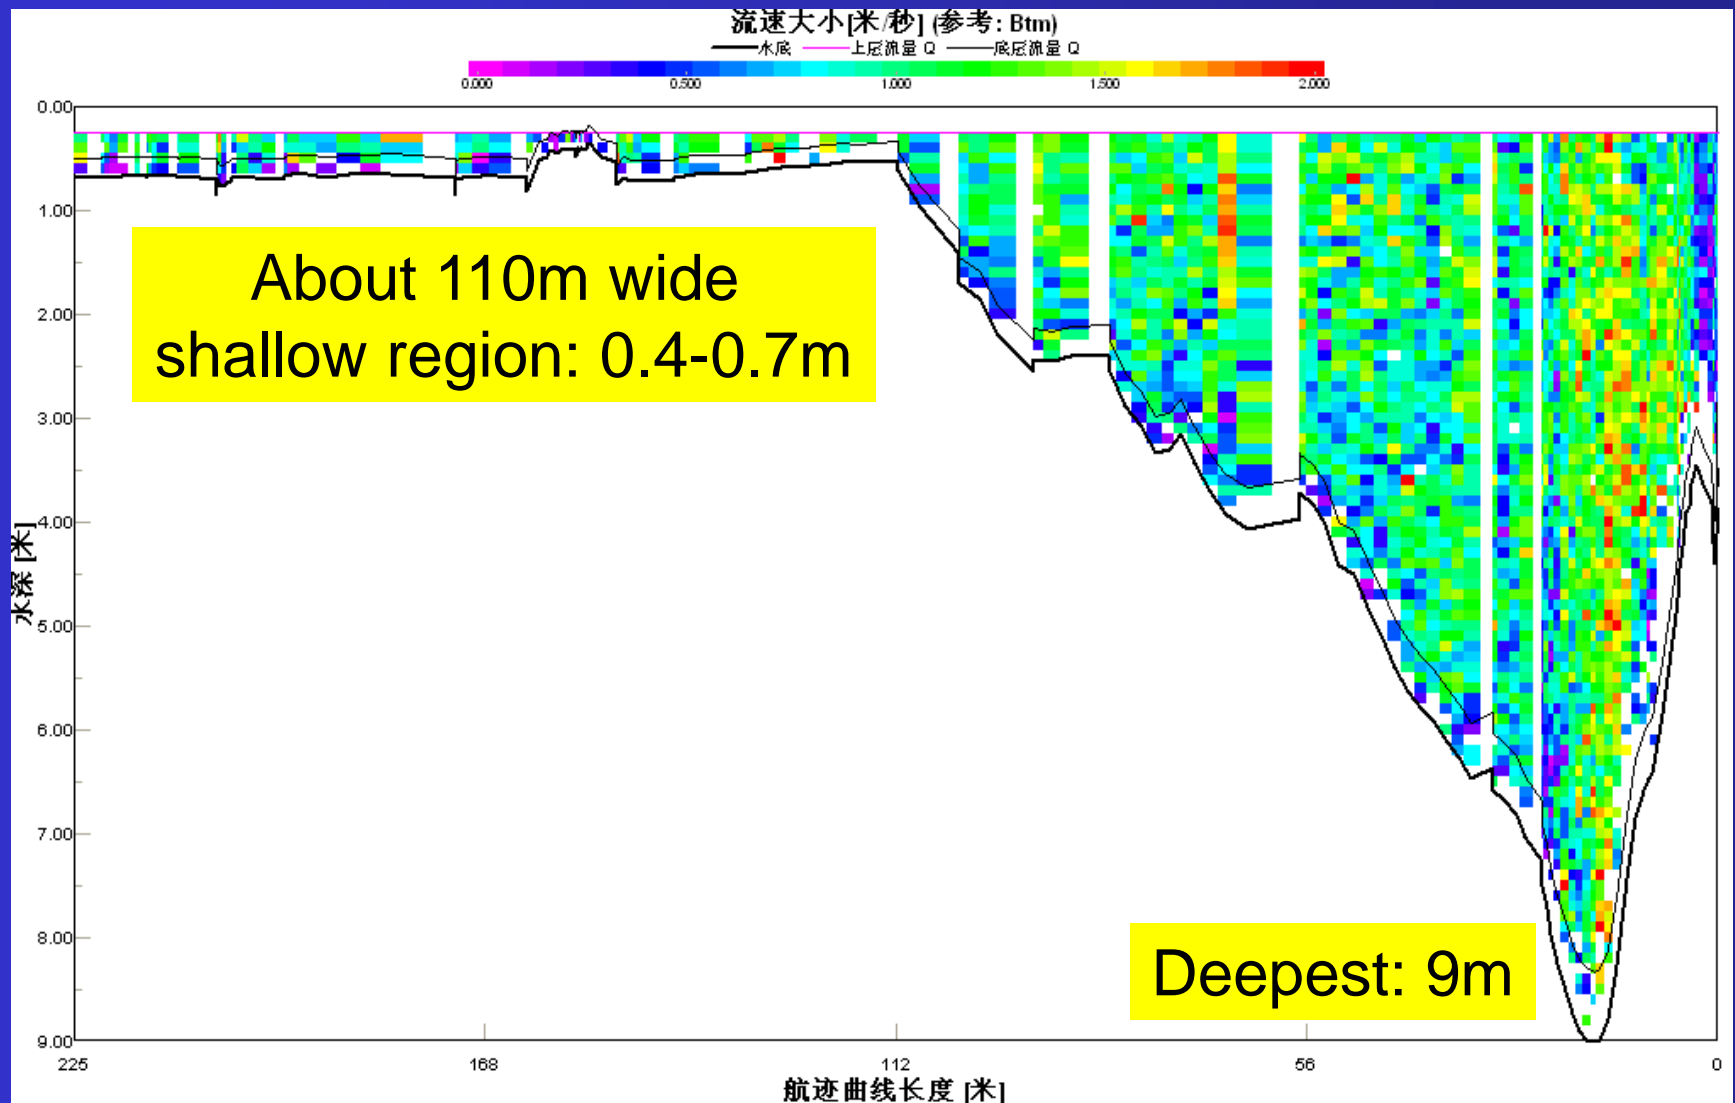 流速大小[米/秒] (参考: Btm)
水底 上层流量 Q 底层流量 Q
0.000 0.500 1.000 1.500 2.000
0.00
1.00
About 110m wide
shallow region: 0.4-0.7m
2.00
3.00
4.00
水深 [米]
5.00
6.00
7.00
8.00
Deepest: 9m
9.00
225 168 112 56 0
航迹曲线长度 [米]